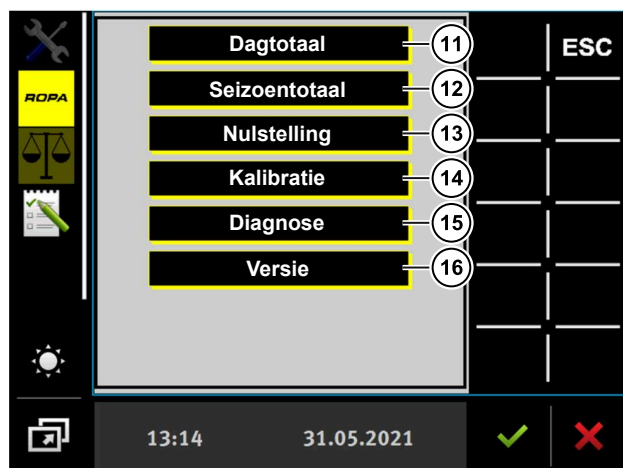 Dagtotaal 11 ESC
ROPA Seizoentotaal 12
Nulstelling 13
Kalibratie 14
Diagnose 15
Versie 16
13:14 31.05.2021